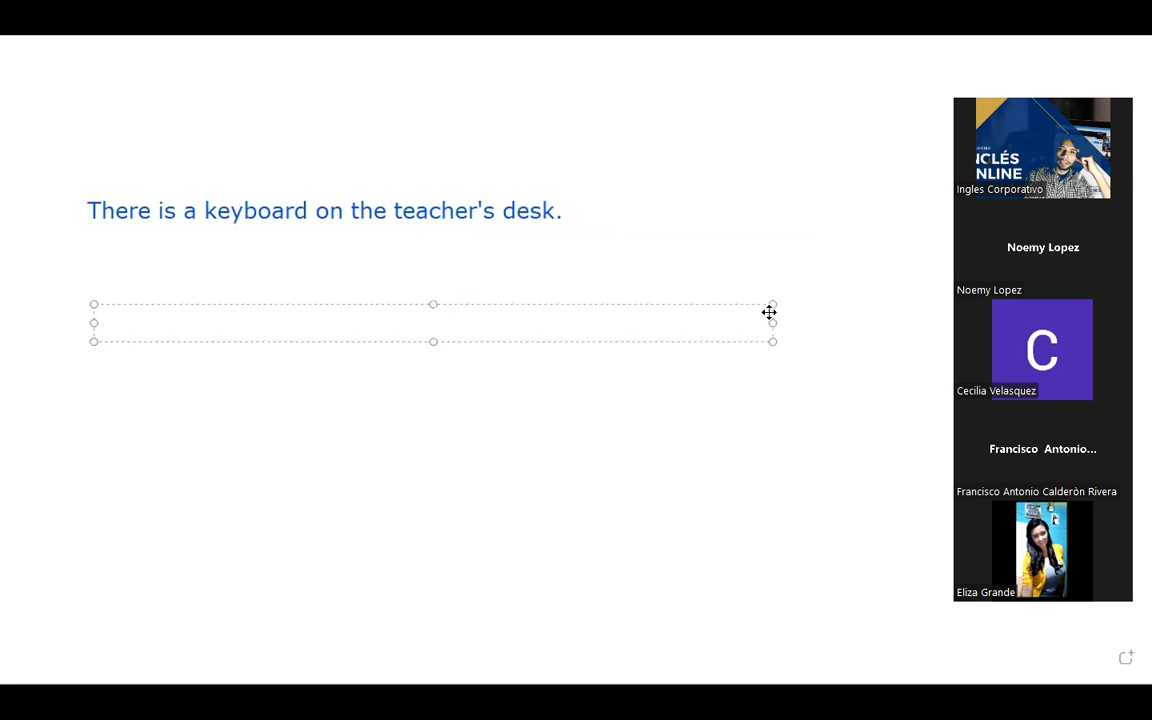 There is a keyboard on the teacher's desk.
INGLÉS
ONLINE
Ingles Corporativo
Noemy Lopez
Noemy Lopez
C
Cecilia Velasquez
Francisco Antonio...
Francisco Antonio Calderòn Rivera
Eliza Grande